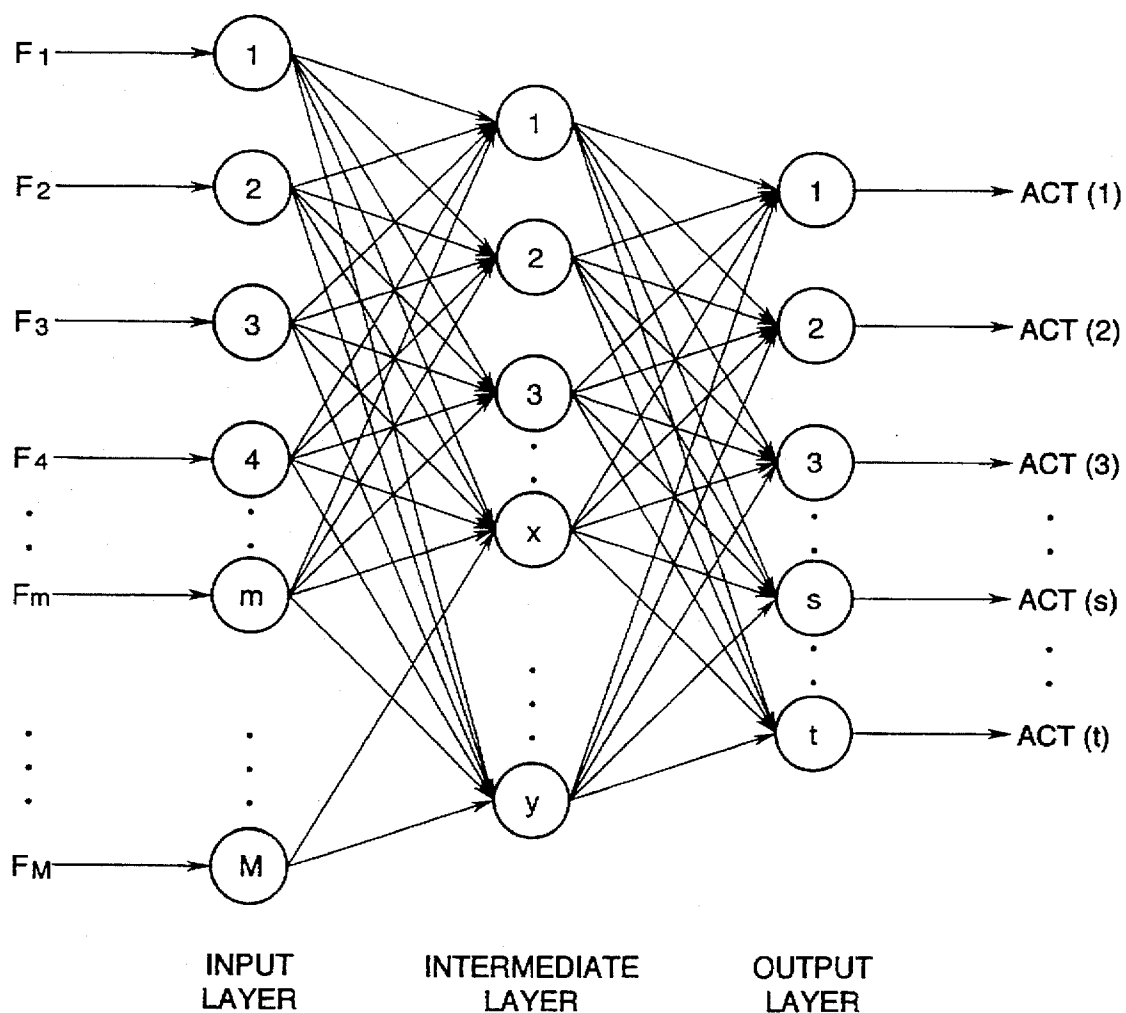 F1
1
1
F2
2
1
ACT (1)
2
F3
3
2
ACT (2)
3
F4
4
3
ACT (3)
x
Fm
m
s
ACT (s)
t
ACT (t)
y
FM
M
INPUT
LAYER
INTERMEDIATE
LAYER
OUTPUT
LAYER